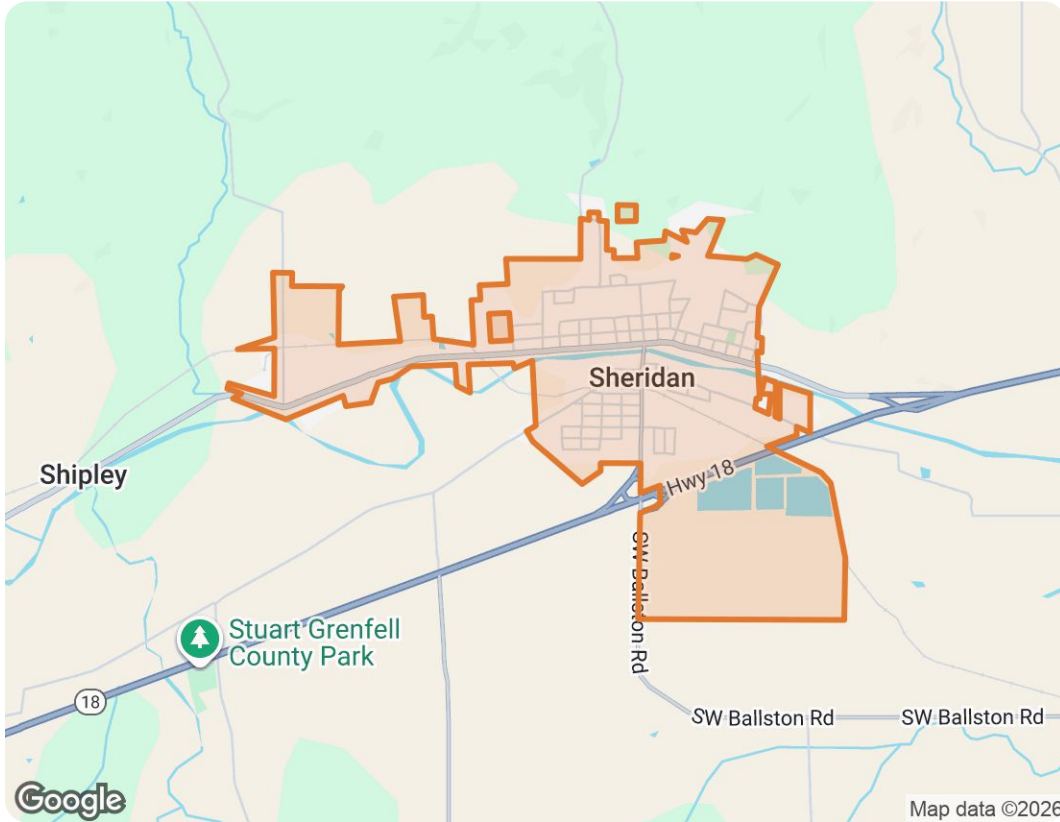 Sheridan
Shipley
Hwy 18
SW Ballston Rd
Stuart Grenfell
County Park
18
SW Ballston Rd
SW Ballston Rd
Google
Map data ©2026